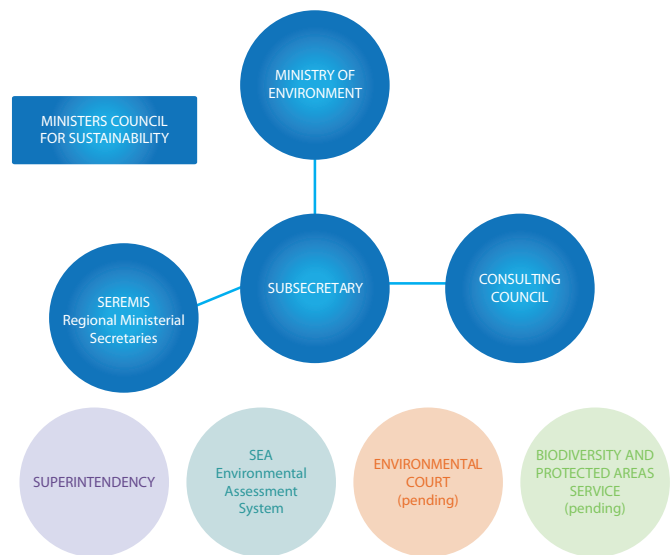 MINISTRY OF
ENVIRONMENT
MINISTERS COUNCIL
FOR SUSTAINABILITY
SEREMIS
Regional Ministerial
Secretaries
SUBSECRETARY
CONSULTING
COUNCIL
SUPERINTENDENCY
SEA
Environmental
Assessment
System
ENVIRONMENTAL
COURT
(pending)
BIODIVERSITY AND
PROTECTED AREAS
SERVICE
(pending)